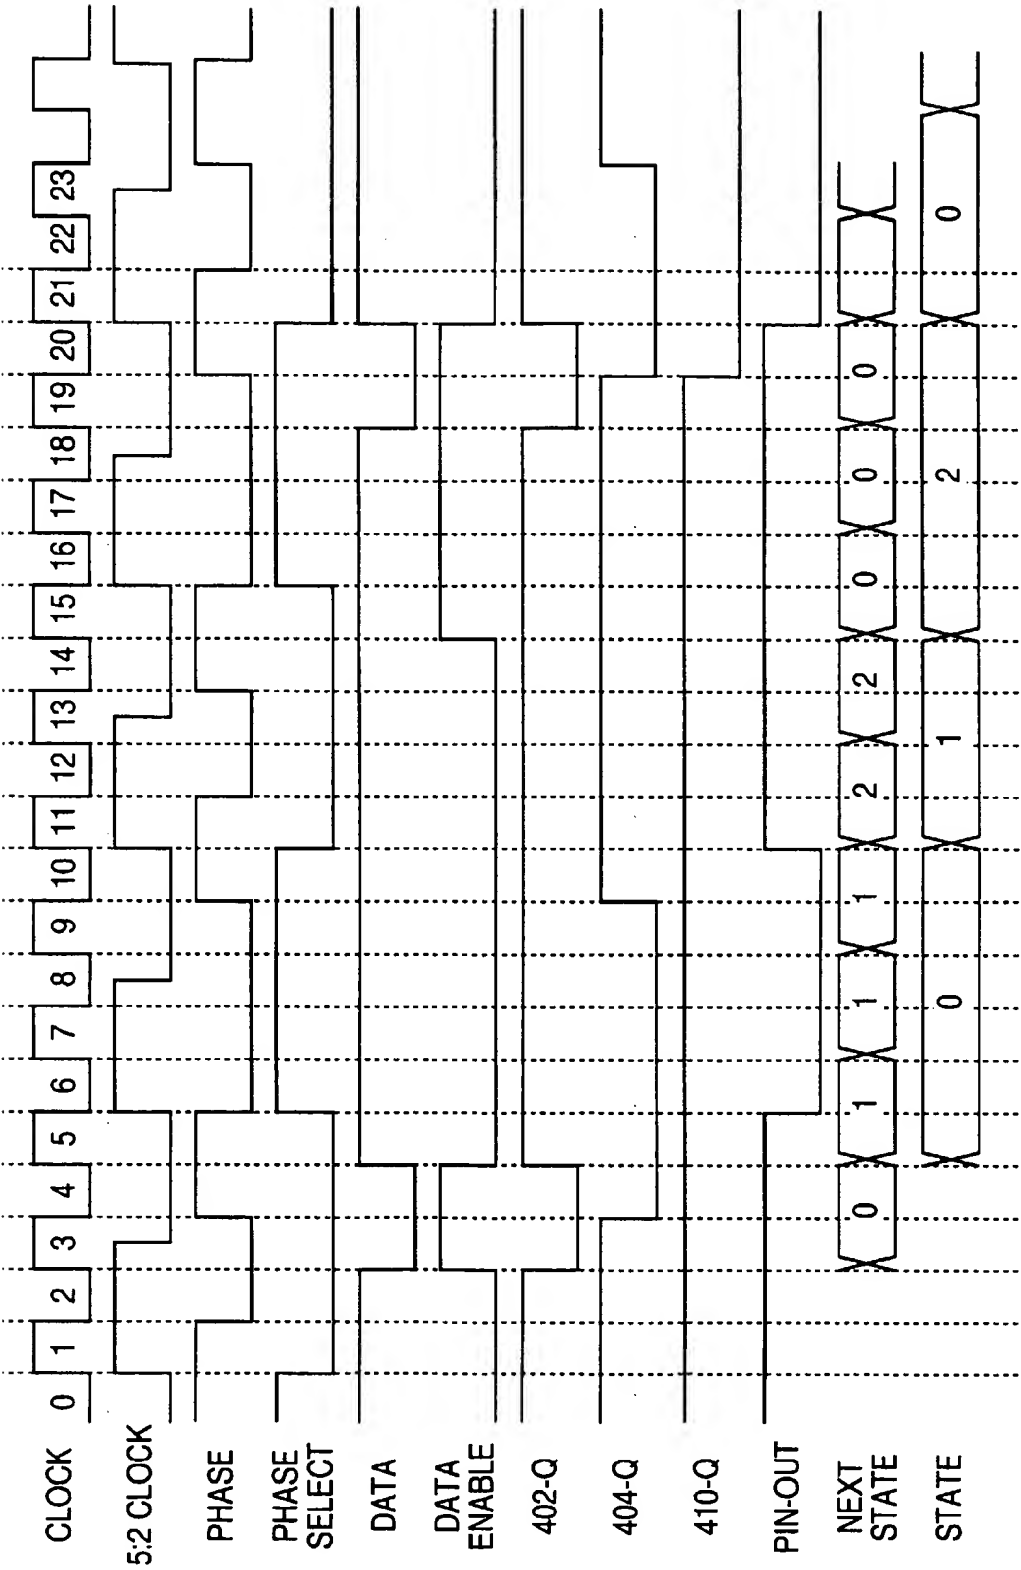 CLOCK 0 1 2 3 4 5 6 7 8 9 10 11 12 13 14 15 16 17 18 19 20 21 22 23
5:2 CLOCK
PHASE
PHASE
SELECT
DATA
DATA
ENABLE
402-Q
404-Q
410-Q
PIN-OUT
NEXT
STATE 0 1 1 1 2 2 0 0 0
STATE 0 1 2 0